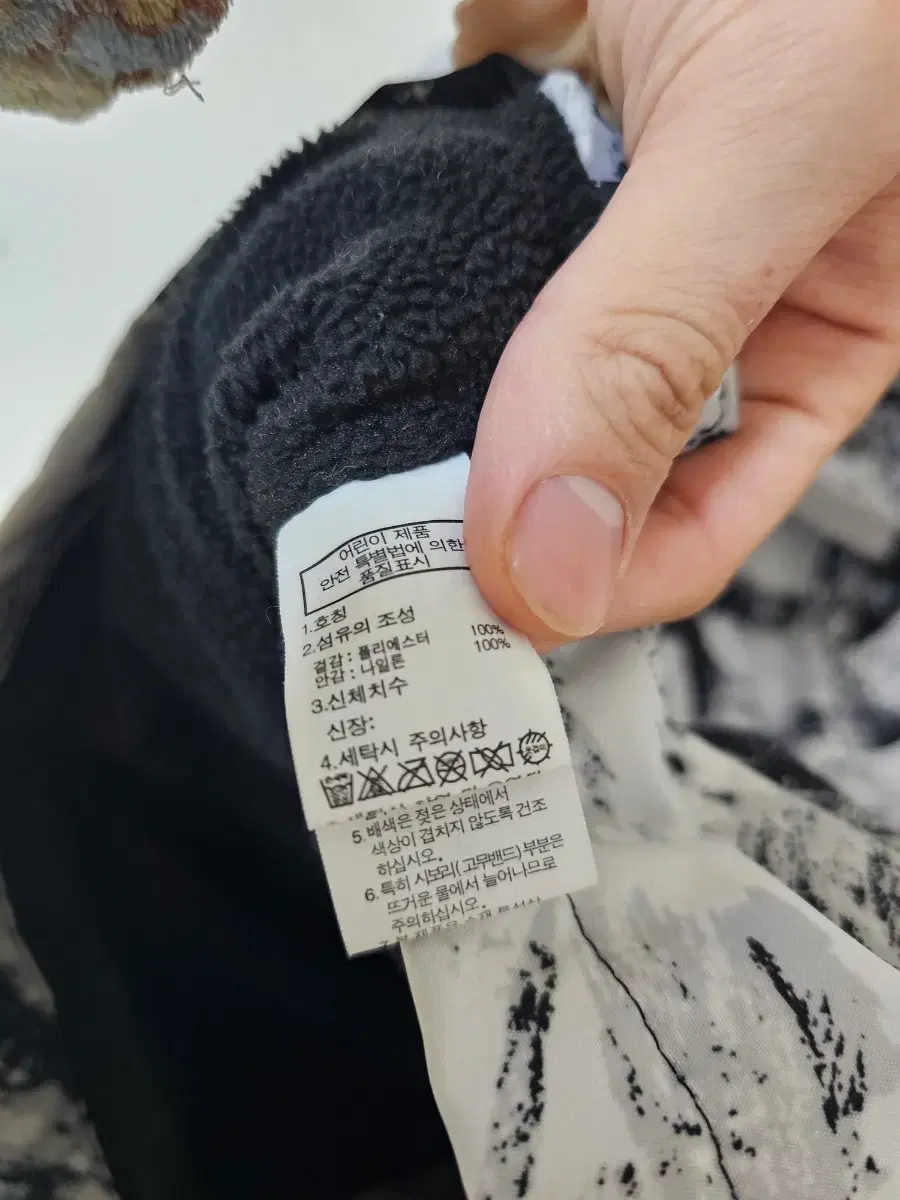 어린이 제품
안전 특별법에 의한
품질표시
1.호칭
2.섬유의 조성
겉감 : 폴리에스터 100%
안감 : 나일론 100%
3.신체치수
신장:
4.세탁시 주의사항
5.배색은 젖은 상태에서
색상이 겹치지 않도록 건조
하십시오.
6.특히 시보리(고무밴드)부분은
뜨거운 물에서 늘어나므로
주의하십시오.